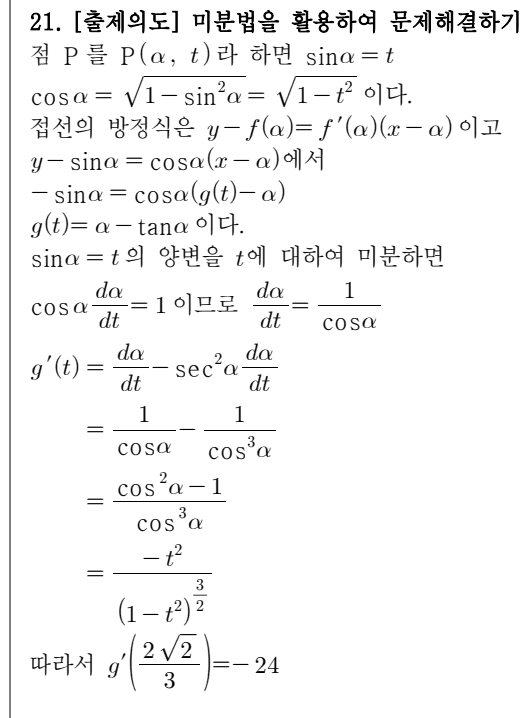 21. [출제의도] 미분법을 활용하여 문제해결하기
점 P 를 P(α, t)라 하면 sinα = t
cosα = √(1 − sin²α) = √(1 − t²) 이다.
접선의 방정식은 y − f(α) = f′(α)(x − α) 이고
y − sinα = cosα(x − α)에서
− sinα = cosα(g(t) − α)
g(t) = α − tanα 이다.
sinα = t 의 양변을 t에 대하여 미분하면
cosα dα/dt = 1 이므로 dα/dt = 1/cosα
g′(t) = dα/dt − sec²α dα/dt
= 1/cosα − 1/cos³α
= (cos²α − 1)/cos³α
= −t²/(1 − t²)^(3/2)
따라서 g′(2√2/3) = − 24